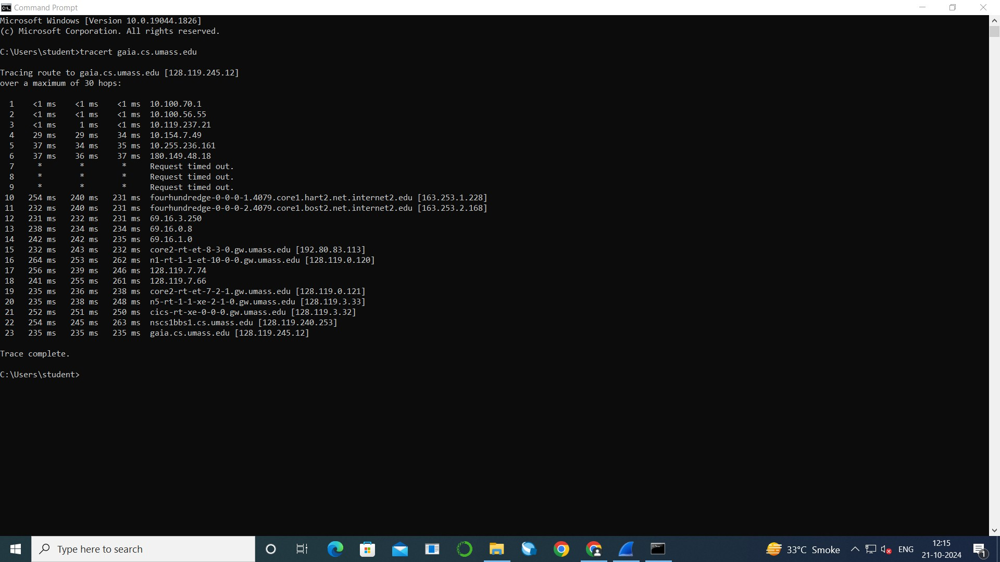 Command Prompt
Microsoft Windows [Version 10.0.19044.1826]
(c) Microsoft Corporation. All rights reserved.
C:\Users\student>tracert gaia.cs.umass.edu
Tracing route to gaia.cs.umass.edu [128.119.245.12]
over a maximum of 30 hops:
1 <1 ms <1 ms <1 ms 10.100.70.1
2 <1 ms <1 ms <1 ms 10.100.56.55
3 <1 ms 1 ms <1 ms 10.119.237.21
4 29 ms 29 ms 34 ms 10.154.7.49
5 37 ms 34 ms 35 ms 10.255.236.161
6 37 ms 36 ms 37 ms 180.149.48.18
7 * * * Request timed out.
8 * * * Request timed out.
9 * * * Request timed out.
10 254 ms 240 ms 231 ms fourhundredge-0-0-0-1.4079.core1.hart2.net.internet2.edu [163.253.1.228]
11 232 ms 240 ms 231 ms fourhundredge-0-0-0-2.4079.core1.bost2.net.internet2.edu [163.253.2.168]
12 231 ms 232 ms 231 ms 69.16.3.250
13 238 ms 234 ms 234 ms 69.16.0.8
14 242 ms 242 ms 235 ms 69.16.1.0
15 232 ms 243 ms 232 ms core2-rt-et-8-3-0.gw.umass.edu [192.80.83.113]
16 264 ms 253 ms 262 ms n1-rt-1-1-et-10-0-0.gw.umass.edu [128.119.0.120]
17 256 ms 239 ms 246 ms 128.119.7.74
18 241 ms 255 ms 261 ms 128.119.7.66
19 235 ms 236 ms 238 ms core2-rt-et-7-2-1.gw.umass.edu [128.119.0.121]
20 235 ms 238 ms 248 ms n5-rt-1-1-xe-2-1-0.gw.umass.edu [128.119.3.33]
21 252 ms 251 ms 250 ms cics-rt-xe-0-0-0.gw.umass.edu [128.119.3.32]
22 254 ms 245 ms 263 ms nscs1bbs1.cs.umass.edu [128.119.240.253]
23 235 ms 235 ms 235 ms gaia.cs.umass.edu [128.119.245.12]
Trace complete.
C:\Users\student>
Type here to search
33°C Smoke
ENG
12:15
21-10-2024
1